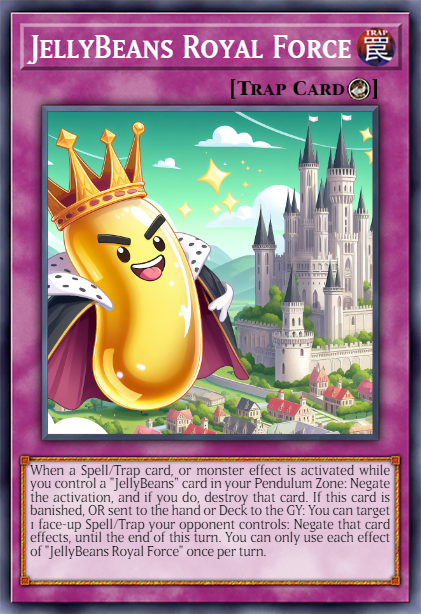 JellyBeans Royal Force
TRAP
罠
[Trap Card]
When a Spell/Trap card, or monster effect is activated while
you control a "JellyBeans" card in your Pendulum Zone: Negate
the activation, and if you do, destroy that card. If this card is
banished, OR sent to the hand or Deck to the GY: You can target
1 face-up Spell/Trap your opponent controls: Negate that card
effects, until the end of this turn. You can only use each effect
of "JellyBeans Royal Force" once per turn.